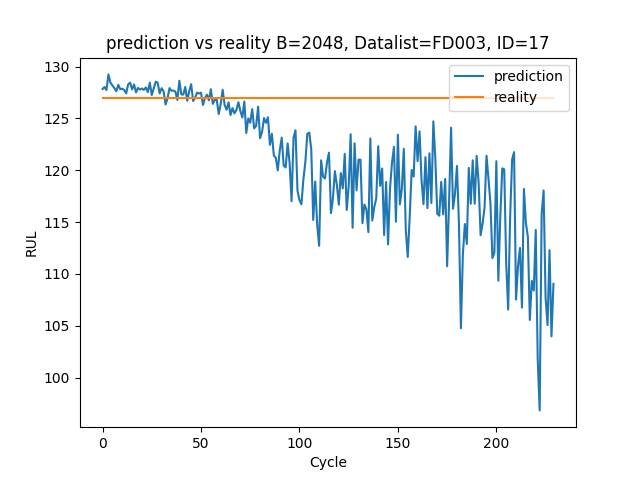 prediction vs reality B=2048, Datalist=FD003, ID=17
prediction
reality
RUL
130
125
120
115
110
105
100
0
50
100
150
200
Cycle